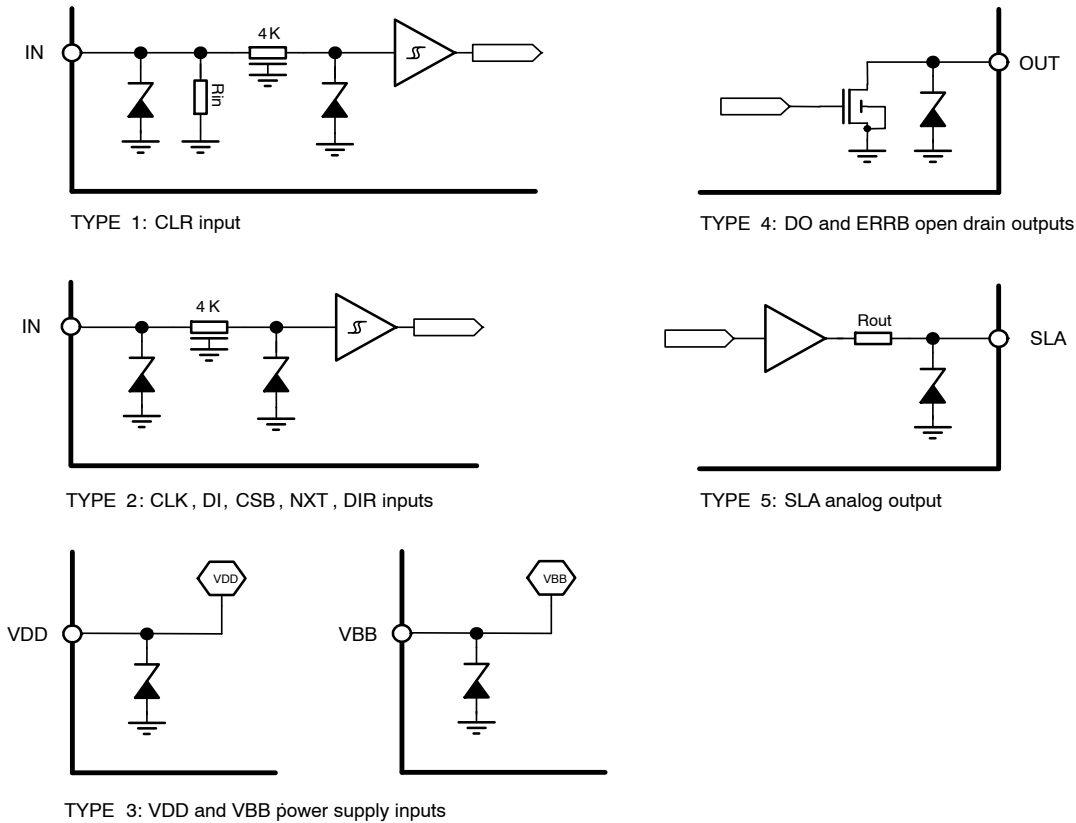 IN
4K
Rin
TYPE 1: CLR input
OUT
TYPE 4: DO and ERRB open drain outputs
IN
4 K
TYPE 2: CLK , DI, CSB , NXT , DIR inputs
Rout
SLA
TYPE 5: SLA analog output
VDD
VDD
VBB
VBB
TYPE 3: VDD and VBB power supply inputs